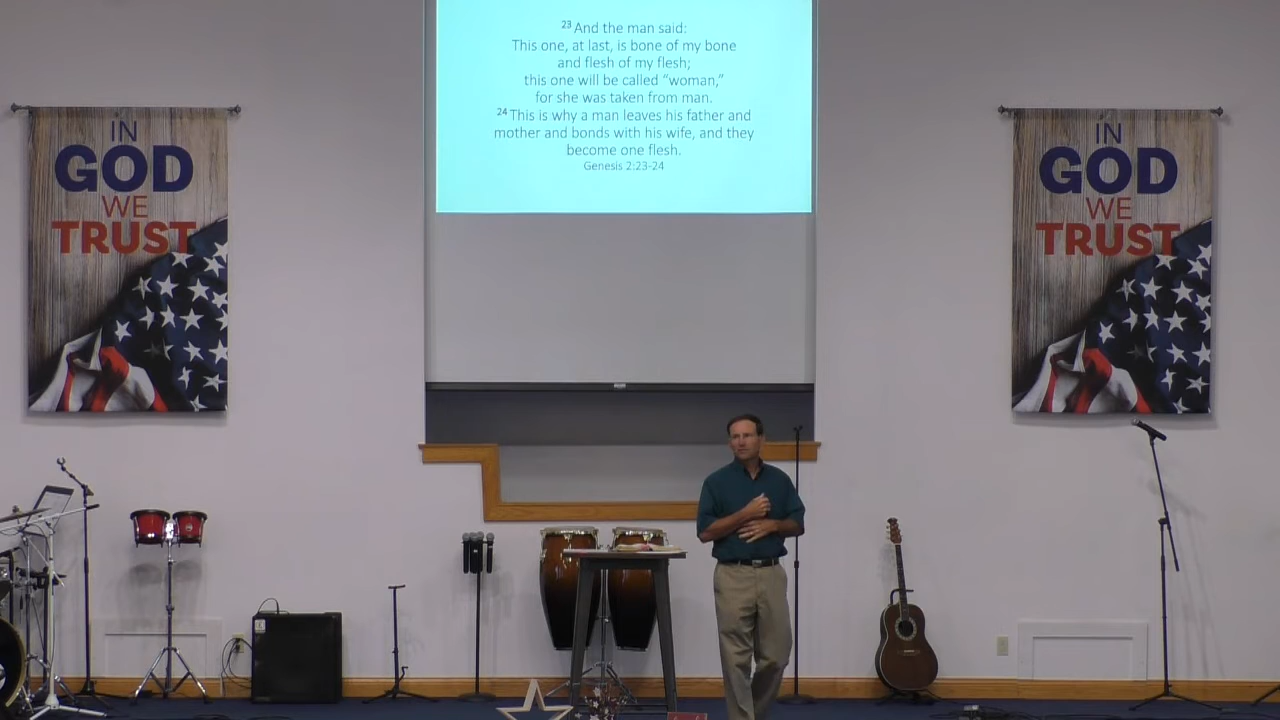 23 And the man said:
This one, at last, is bone of my bone
and flesh of my flesh;
this one will be called “woman,”
for she was taken from man.
24 This is why a man leaves his father and
mother and bonds with his wife, and they
become one flesh.
Genesis 2:23-24
IN
GOD
WE
TRUST
IN
GOD
WE
TRUST